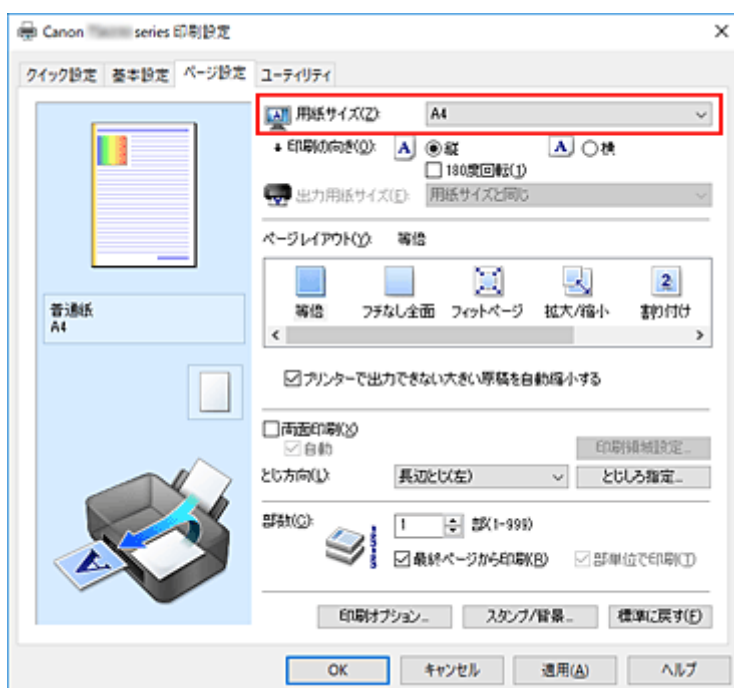 Canon series 印刷設定
クイック設定 基本設定 ページ設定 ユーティリティ
用紙サイズ(Z): A4
印刷の向き(O): A 縦 A 横
180度回転(J)
出力用紙サイズ(E): 用紙サイズと同じ
ページレイアウト(Y): 等倍
等倍 フチなし全面 フィットページ 拡大/縮小 割り付け
普通紙
A4
プリンターで出力できない大きい原稿を自動縮小する
両面印刷(X)
自動 印刷領域設定...
とじ方向(L): 長辺とじ(左) とじしろ指定...
部数(C): 1 部(1-999)
最終ページから印刷(R) 部単位で印刷(T)
印刷オプション... スタンプ/背景... 標準に戻す(F)
OK キャンセル 適用(A) ヘルプ